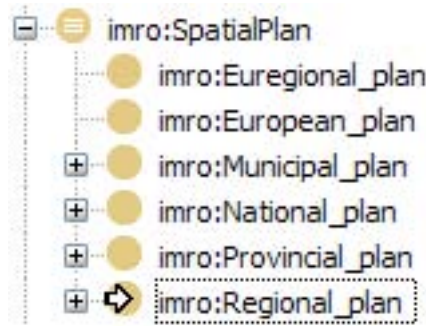 imro:SpatialPlan
imro:Euregional_plan
imro:European_plan
imro:Municipal_plan
imro:National_plan
imro:Provincial_plan
imro:Regional_plan